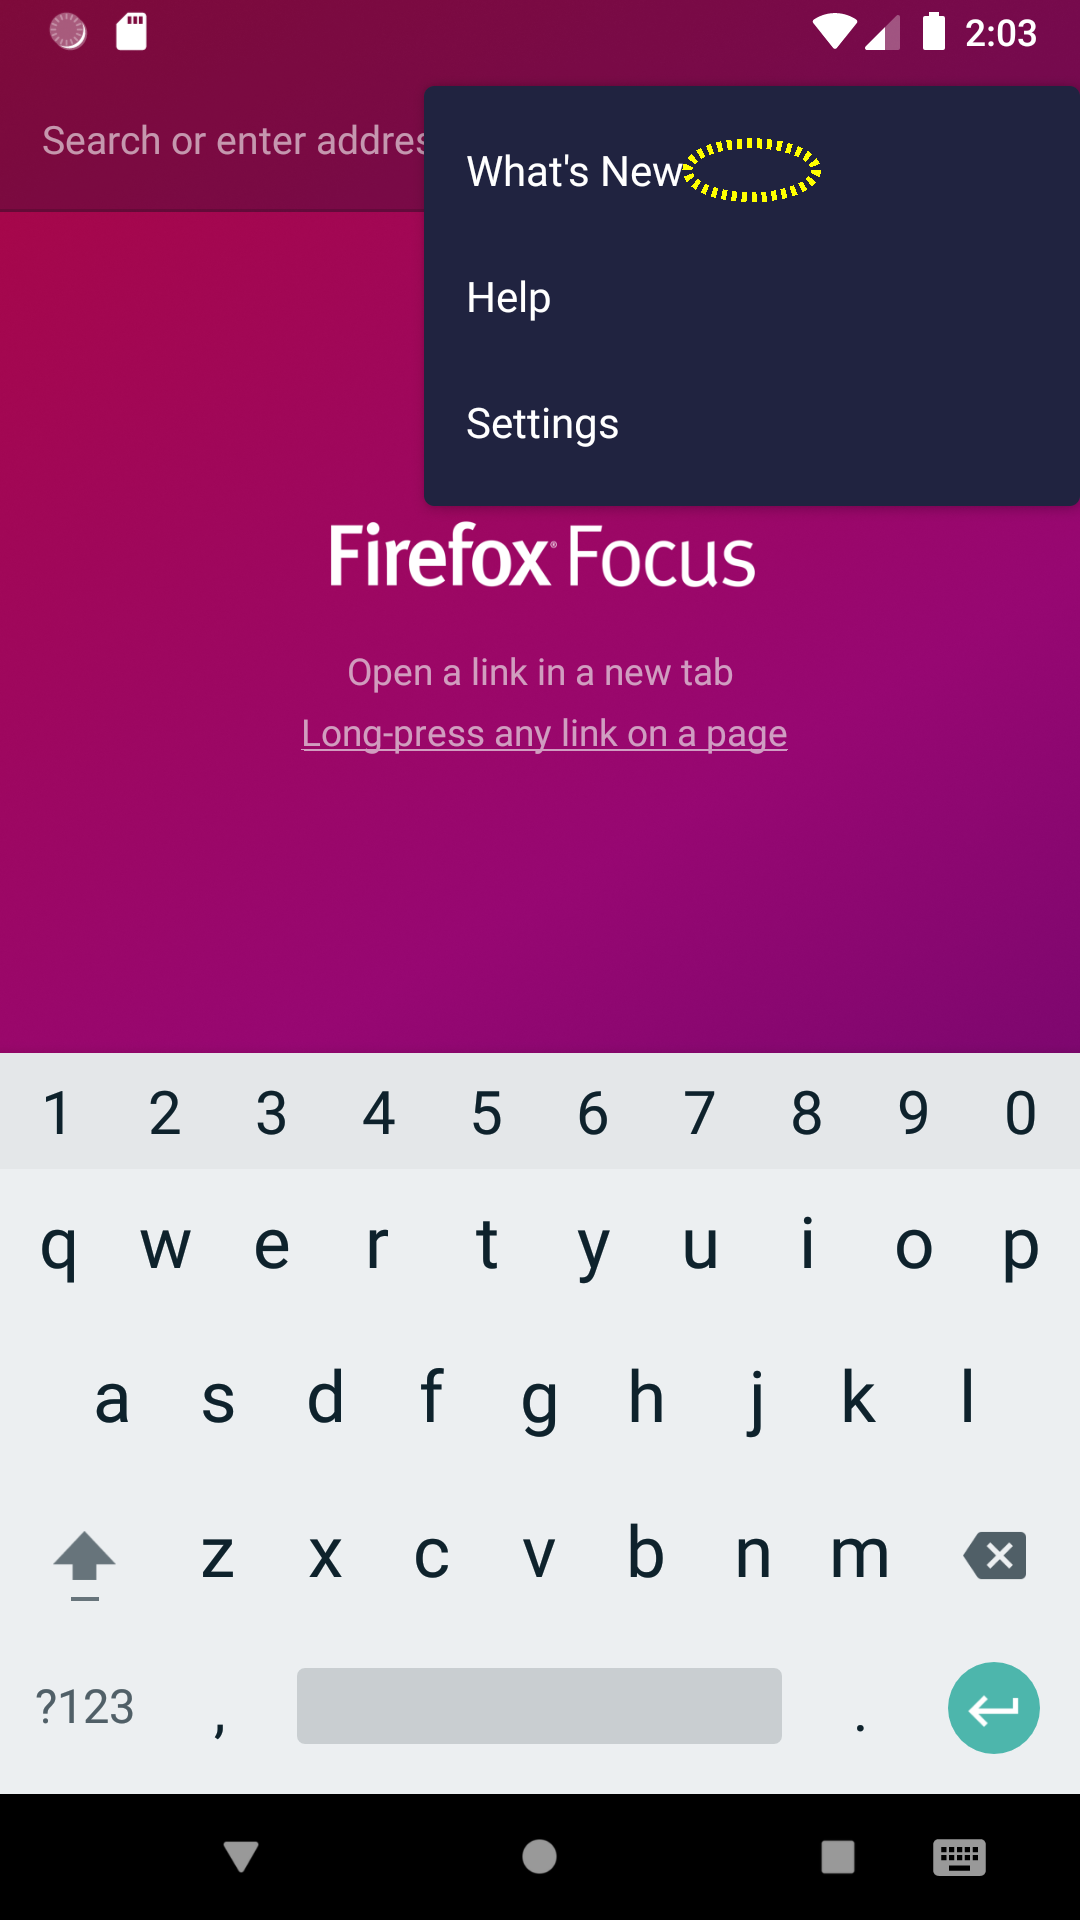 2:03
Search or enter addres
What's New
Help
Settings
Firefox Focus
Open a link in a new tab
Long-press any link on a page
1 2 3 4 5 6 7 8 9 0
q w e r t y u i o p
a s d f g h j k l
z x c v b n m
?123 , .